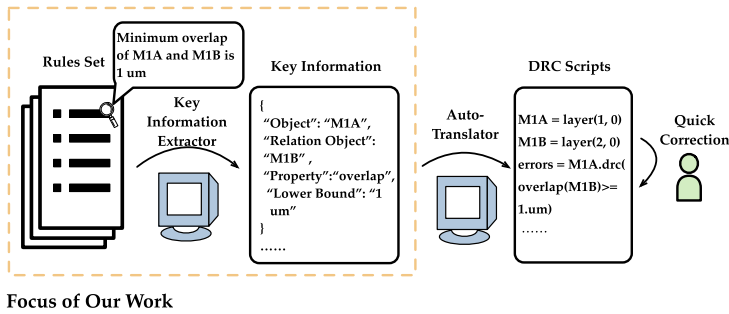 Rules Set
Minimum overlap
of M1A and M1B is
1 um
Key
Information
Extractor
Key Information
{
"Object": "M1A",
"Relation Object":
"M1B" ,
"Property":"overlap",
"Lower Bound": "1
um"
}
......
Auto-
Translator
DRC Scripts
M1A = layer(1, 0)
M1B = layer(2, 0)
errors = M1A.drc(
overlap(M1B)>=
1.um)
......
Quick
Correction
Focus of Our Work